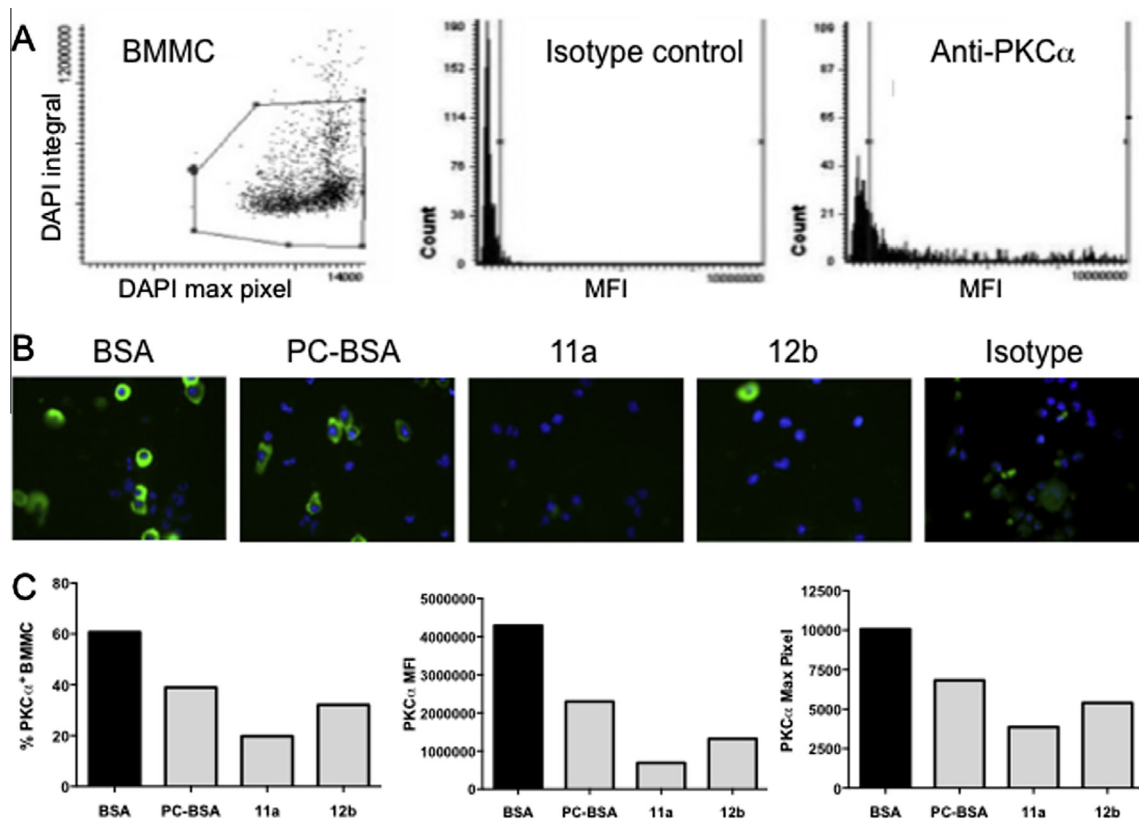 A
BMMC
DAPI integral
12000000
14000
DAPI max pixel
Isotype control
Count
190
152
114
76
38
0
10000000
MFI
Anti-PKCα
Count
109
87
65
43
21
0
10000000
MFI
B
BSA
PC-BSA
11a
12b
Isotype
C
% PKCα+ BMMC
80
60
40
20
0
BSA
PC-BSA
11a
12b
PKCα MFI
5000000
4000000
3000000
2000000
1000000
0
BSA
PC-BSA
11a
12b
PKCα Max Pixel
12500
10000
7500
5000
2500
0
BSA
PC-BSA
11a
12b